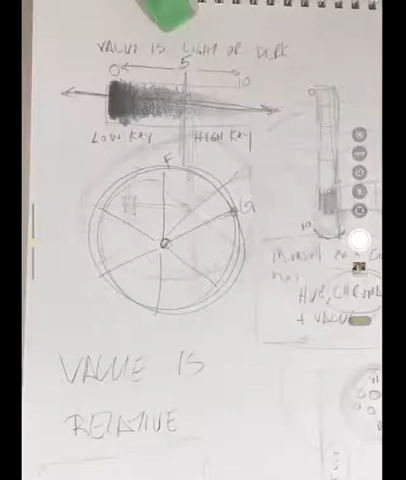 VALUE IS LIGHT OR DARK
0 5 10
LOW KEY HIGH KEY
0
10
HUE, CHROMA
+ VALUE
VALUE IS
RELATIVE